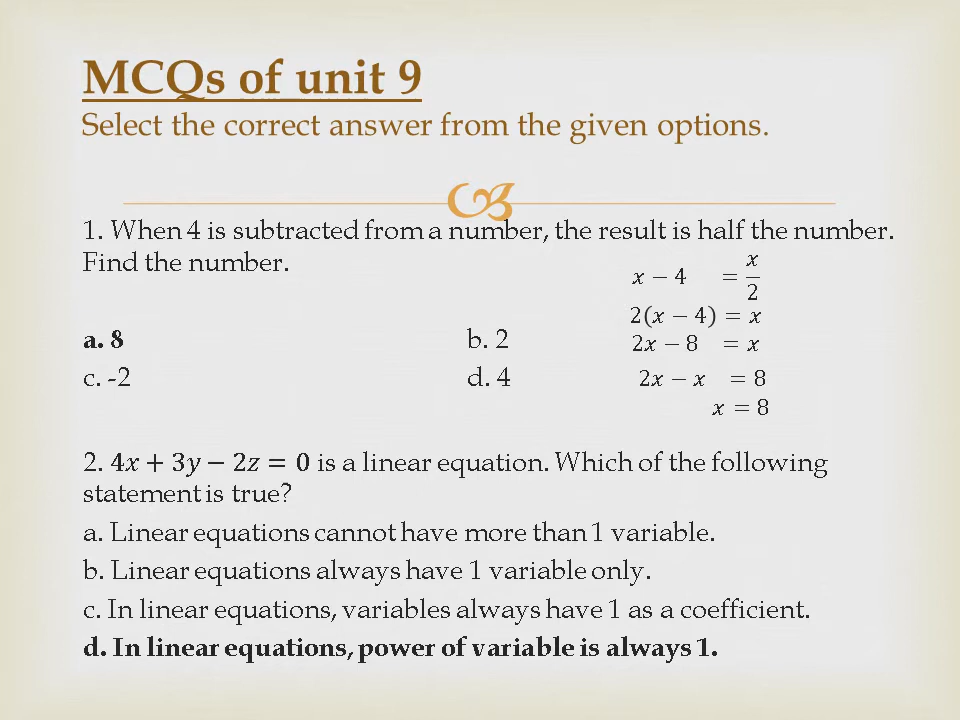 MCQs of unit 9
Select the correct answer from the given options.
1. When 4 is subtracted from a number, the result is half the number.
Find the number.
x − 4 = x/2
2(x − 4) = x
a. 8 b. 2 2x − 8 = x
c. -2 d. 4 2x − x = 8
x = 8
2. 4x + 3y − 2z = 0 is a linear equation. Which of the following
statement is true?
a. Linear equations cannot have more than 1 variable.
b. Linear equations always have 1 variable only.
c. In linear equations, variables always have 1 as a coefficient.
d. In linear equations, power of variable is always 1.